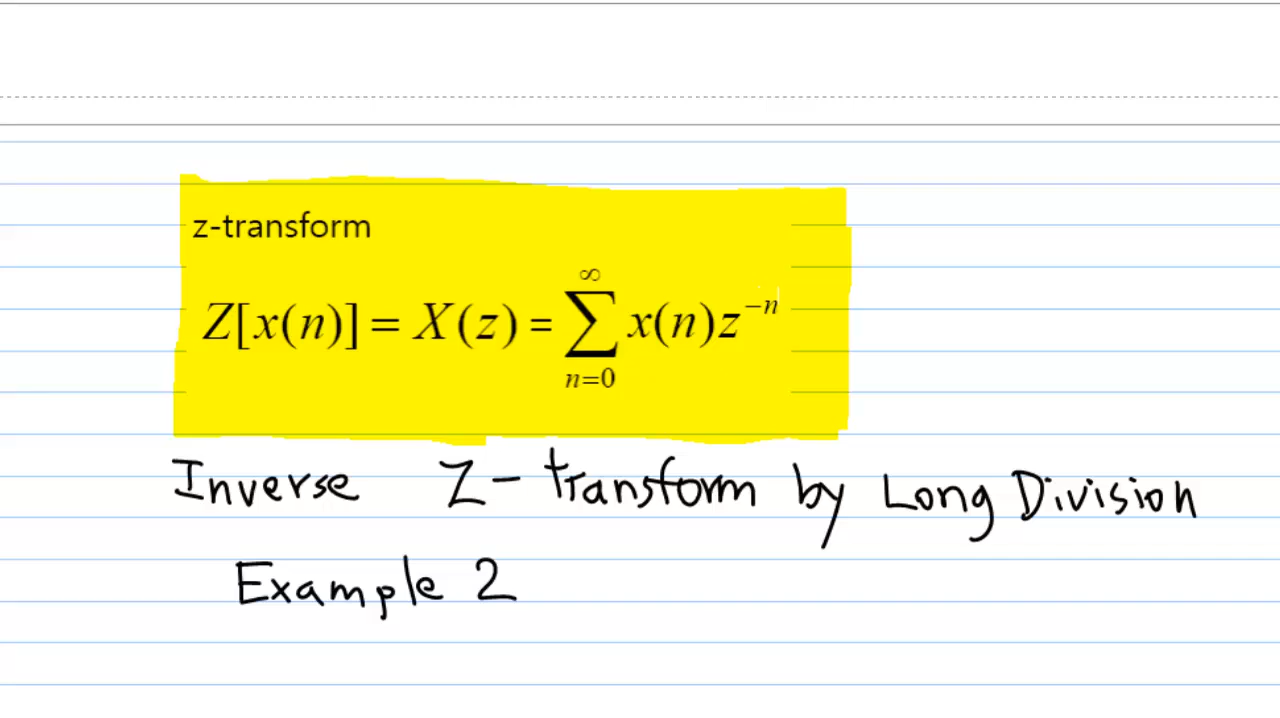 z-transform
Z[x(n)] = X(z) = ∑_{n=0}^{∞} x(n)z^{-n}
Inverse Z-transform by Long Division
Example 2